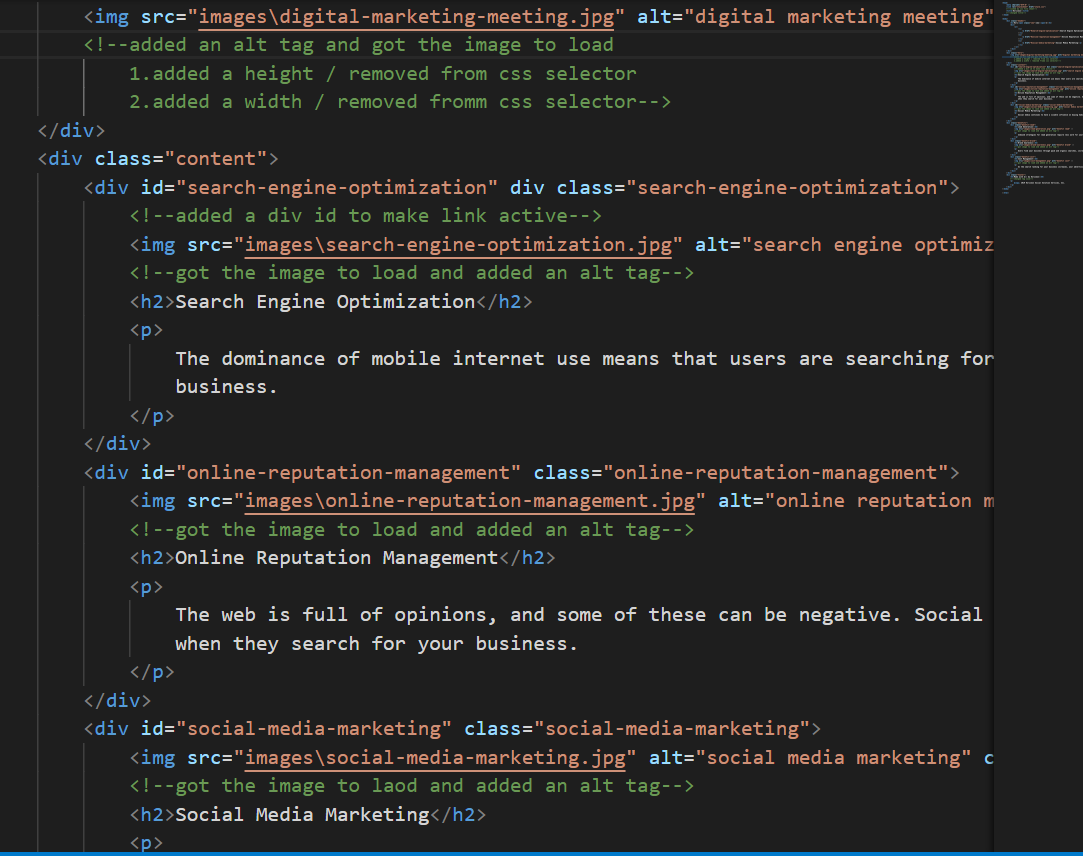 <img src="images\digital-marketing-meeting.jpg" alt="digital marketing meeting"
<!--added an alt tag and got the image to load
1.added a height / removed from css selector
2.added a width / removed fromm css selector-->
</div>
<div class="content">
<div id="search-engine-optimization" div class="search-engine-optimization">
<!--added a div id to make link active-->
<img src="images\search-engine-optimization.jpg" alt="search engine optimiz
<!--got the image to load and added an alt tag-->
<h2>Search Engine Optimization</h2>
<p>
The dominance of mobile internet use means that users are searching for
business.
</p>
</div>
<div id="online-reputation-management" class="online-reputation-management">
<img src="images\online-reputation-management.jpg" alt="online reputation m
<!--got the image to load and added an alt tag-->
<h2>Online Reputation Management</h2>
<p>
The web is full of opinions, and some of these can be negative. Social
when they search for your business.
</p>
</div>
<div id="social-media-marketing" class="social-media-marketing">
<img src="images\social-media-marketing.jpg" alt="social media marketing" c
<!--got the image to laod and added an alt tag-->
<h2>Social Media Marketing</h2>
<p>